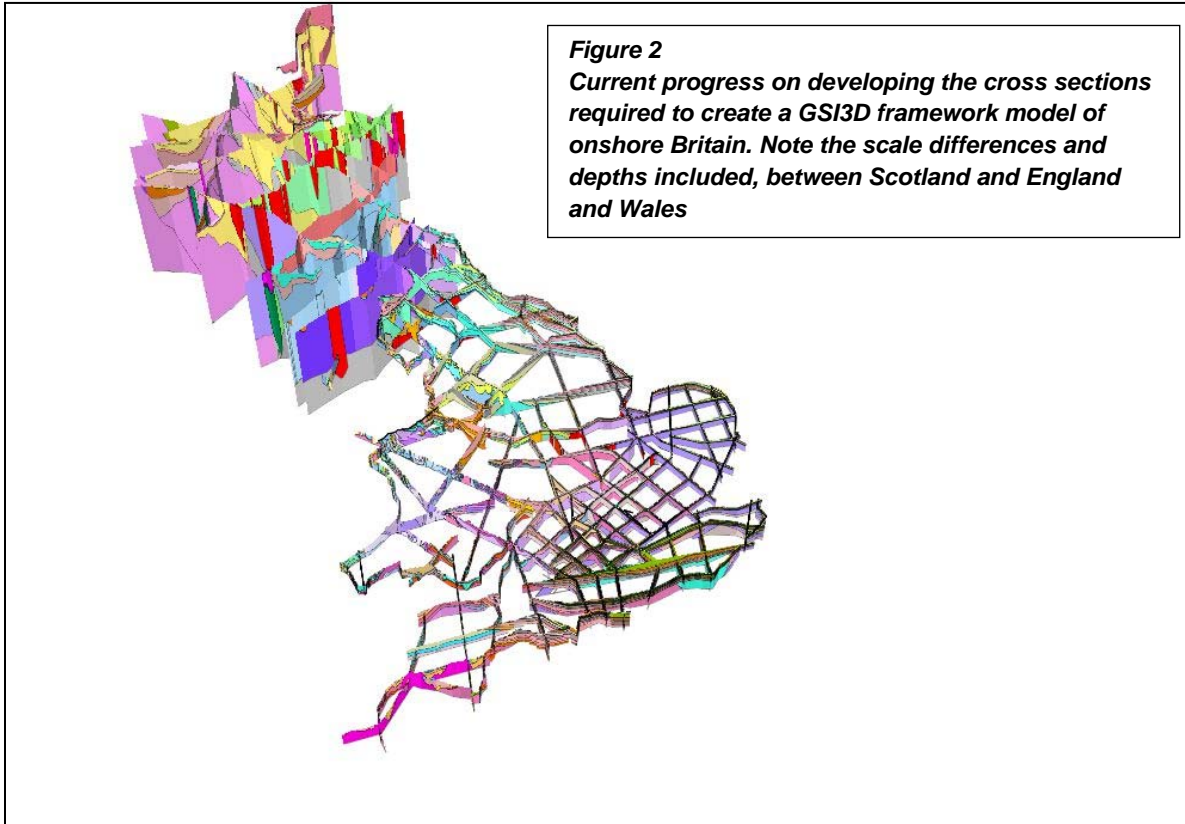 Figure 2
Current progress on developing the cross sections
required to create a GSI3D framework model of
onshore Britain. Note the scale differences and
depths included, between Scotland and England
and Wales